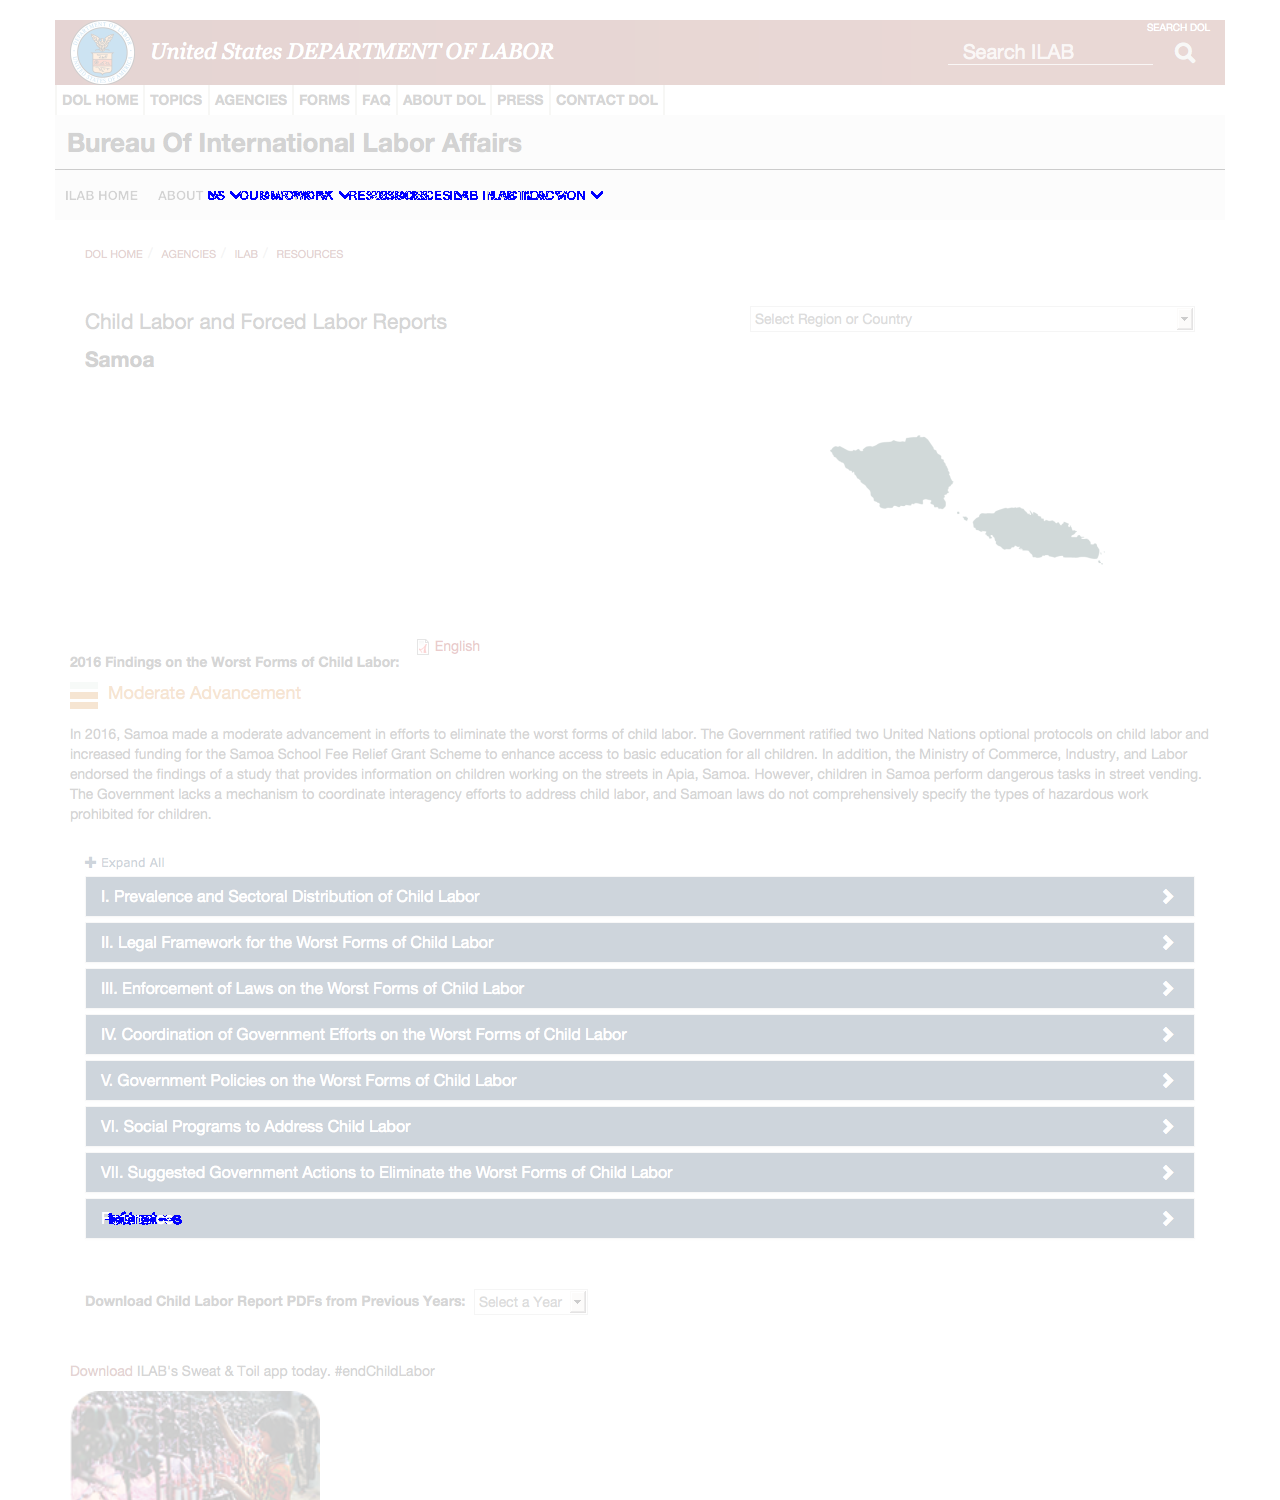 SEARCH DOL
United States DEPARTMENT OF LABOR
Search ILAB
DOL HOME TOPICS AGENCIES FORMS FAQ ABOUT DOL PRESS CONTACT DOL
Bureau Of International Labor Affairs
ILAB HOME ABOUT
DOL HOME / AGENCIES / ILAB / RESOURCES
Child Labor and Forced Labor Reports
Select Region or Country
Samoa
English
2016 Findings on the Worst Forms of Child Labor:
Moderate Advancement
In 2016, Samoa made a moderate advancement in efforts to eliminate the worst forms of child labor. The Government ratified two United Nations optional protocols on child labor and
increased funding for the Samoa School Fee Relief Grant Scheme to enhance access to basic education for all children. In addition, the Ministry of Commerce, Industry, and Labor
endorsed the findings of a study that provides information on children working on the streets in Apia, Samoa. However, children in Samoa perform dangerous tasks in street vending.
The Government lacks a mechanism to coordinate interagency efforts to address child labor, and Samoan laws do not comprehensively specify the types of hazardous work
prohibited for children.
Expand All
I. Prevalence and Sectoral Distribution of Child Labor
II. Legal Framework for the Worst Forms of Child Labor
III. Enforcement of Laws on the Worst Forms of Child Labor
IV. Coordination of Government Efforts on the Worst Forms of Child Labor
V. Government Policies on the Worst Forms of Child Labor
VI. Social Programs to Address Child Labor
VII. Suggested Government Actions to Eliminate the Worst Forms of Child Labor
Download Child Labor Report PDFs from Previous Years: Select a Year
Download ILAB's Sweat & Toil app today. #endChildLabor